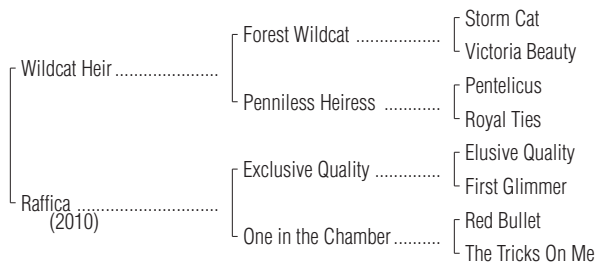 Storm Cat
Forest Wildcat ..................
Victoria Beauty
Wildcat Heir ......................
Pentelicus
Penniless Heiress ............
Royal Ties
Elusive Quality
Exclusive Quality ..............
First Glimmer
Raffica ..............................
(2010)
Red Bullet
One in the Chamber ..........
The Tricks On Me